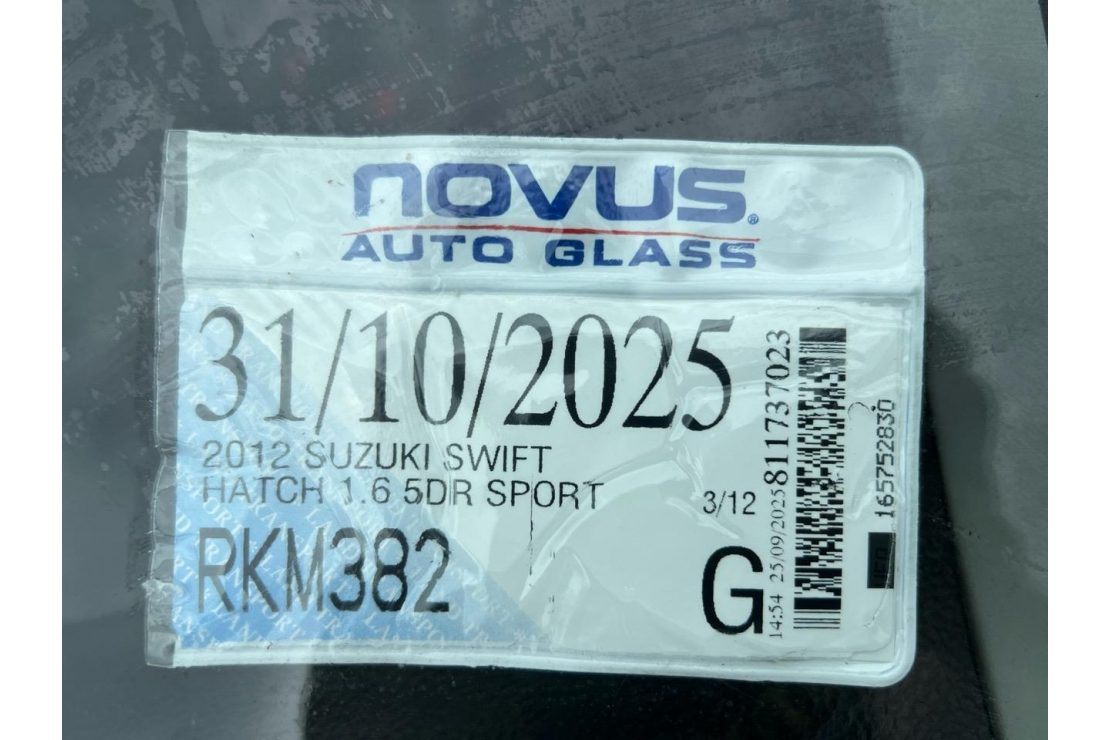 NOVUS®
AUTO GLASS
31/10/2025
2012 SUZUKI SWIFT
HATCH 1.6 5DR SPORT
3/12
RKM382
G
14:54 25/09/2025 811737023
165752830